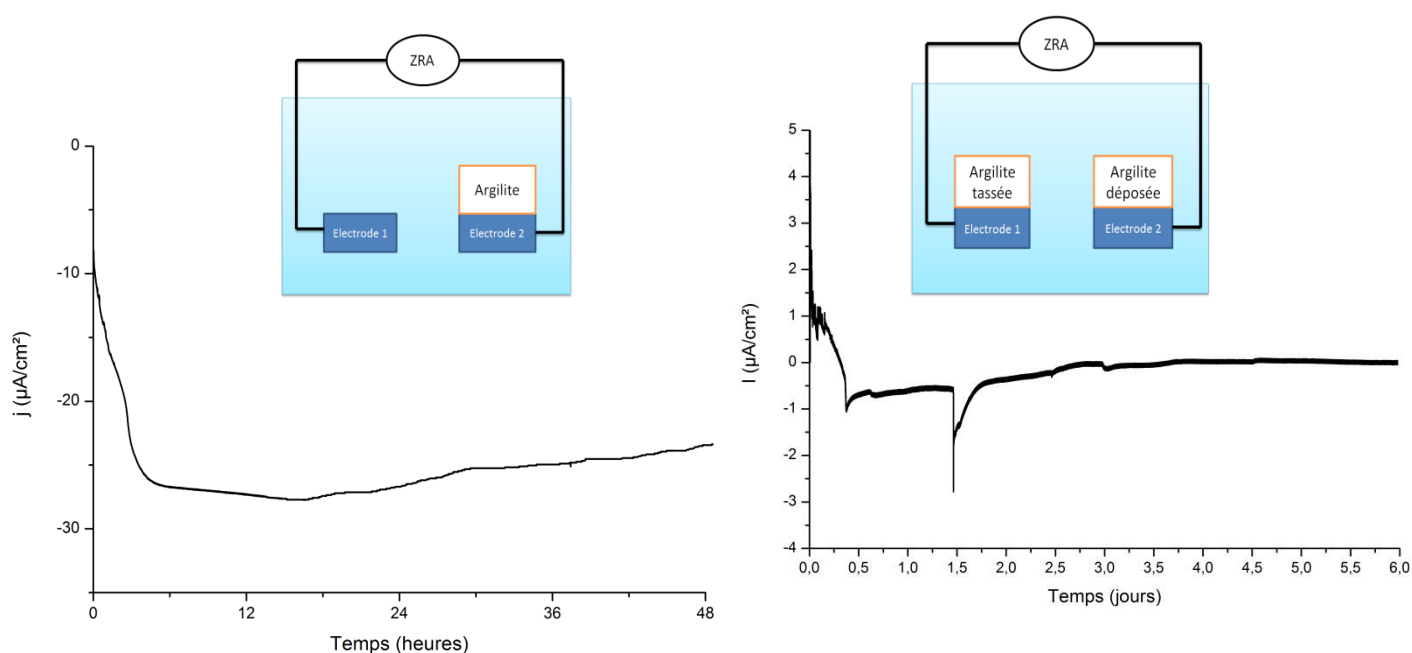 ZRA
Argilite
Electrode 1
Electrode 2
0
-10
-20
-30
j (µA/cm²)
0 12 24 36 48
Temps (heures)
ZRA
Argilite
tassée
Argilite
déposée
Electrode 1
Electrode 2
5
4
3
2
1
0
-1
-2
-3
-4
I (µA/cm²)
0,0 0,5 1,0 1,5 2,0 2,5 3,0 3,5 4,0 4,5 5,0 5,5 6,0
Temps (jours)